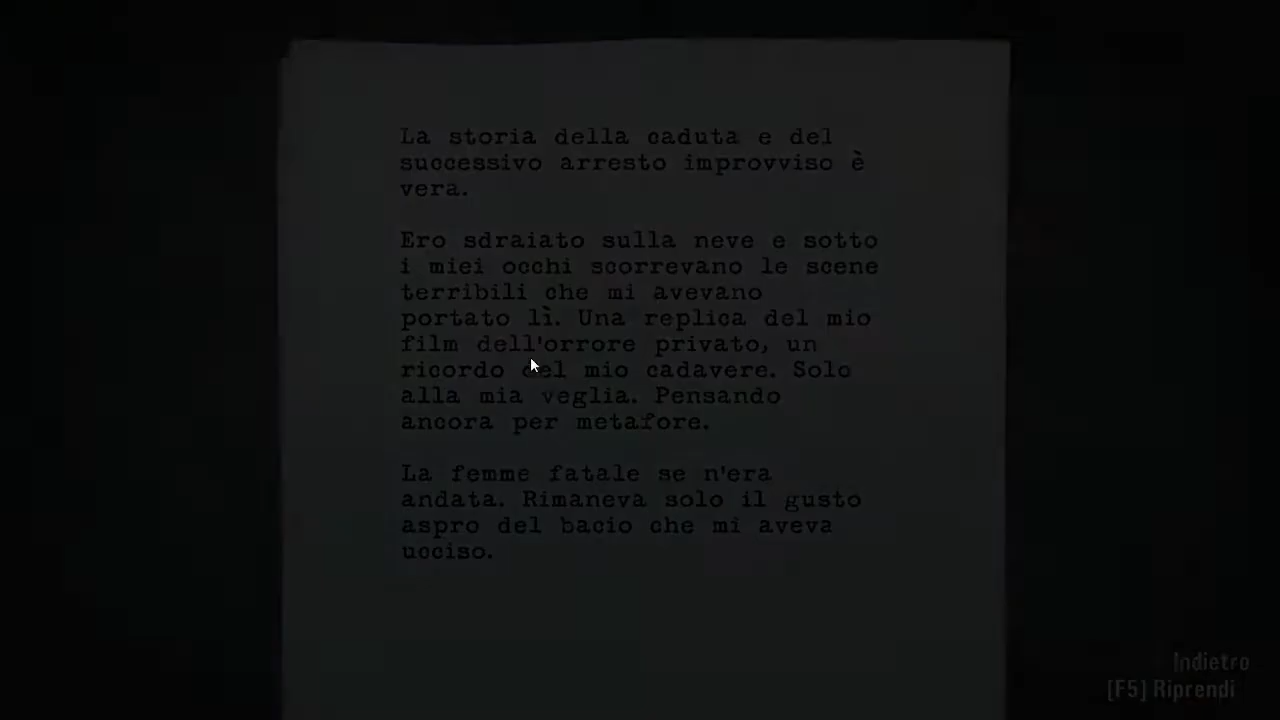 La storia della caduta e del
successivo arresto improvviso è
vera.
Ero sdraiato sulla neve e sotto
i miei occhi scorrevano le scene
terribili che mi avevano
portato lì. Una replica del mio
film dell'orrore privato, un
ricordo del mio cadavere. Solo
alla mia veglia. Pensando
ancora per metafore.
La femme fatale se n'era
andata. Rimaneva solo il gusto
aspro del bacio che mi aveva
ucciso.
Indietro
[F5] Riprendi